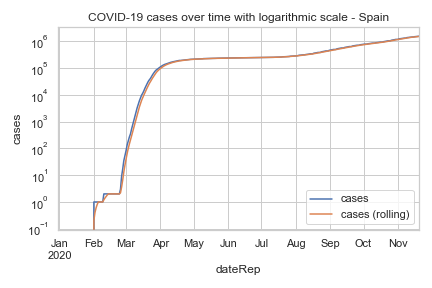 COVID-19 cases over time with logarithmic scale - Spain
cases
10⁶
10⁵
10⁴
10³
10²
10¹
10⁰
10⁻¹
cases
cases (rolling)
Jan Feb Mar Apr May Jun Jul Aug Sep Oct Nov
2020
dateRep